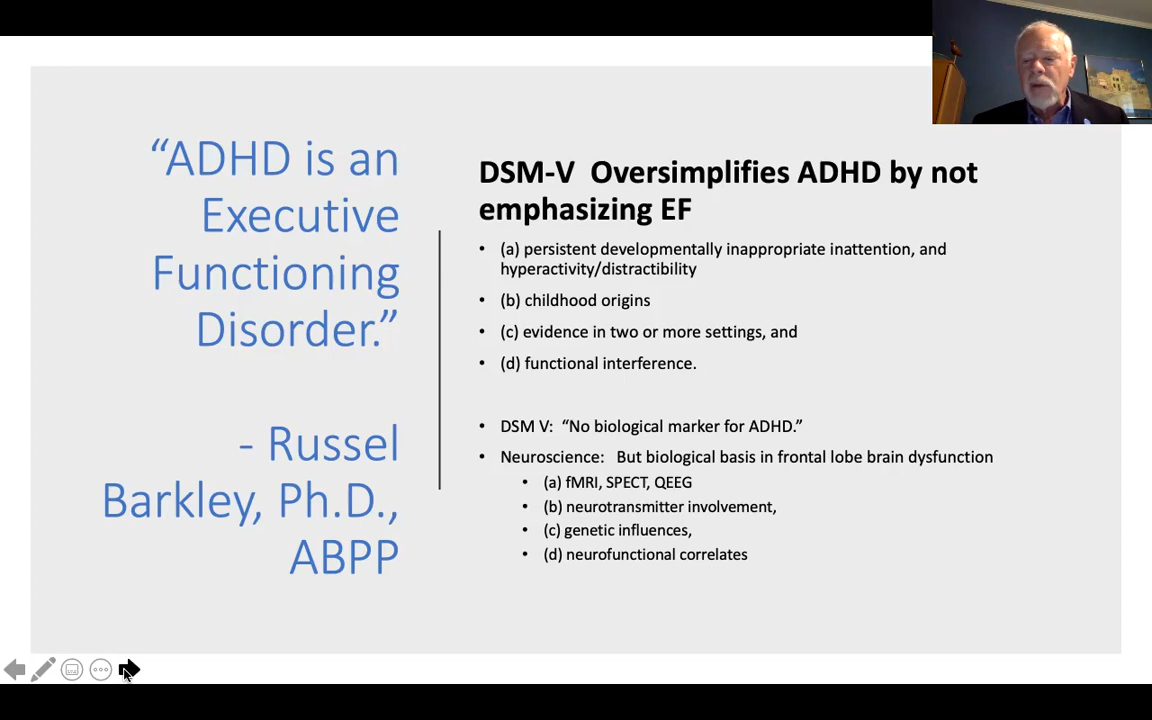 “ADHD is an
Executive
Functioning
Disorder.”
- Russel
Barkley, Ph.D.,
ABPP
DSM-V  Oversimplifies ADHD by not
emphasizing EF
• (a) persistent developmentally inappropriate inattention, and
hyperactivity/distractibility
• (b) childhood origins
• (c) evidence in two or more settings, and
• (d) functional interference.
• DSM V:  “No biological marker for ADHD.”
• Neuroscience:   But biological basis in frontal lobe brain dysfunction
• (a) fMRI, SPECT, QEEG
• (b) neurotransmitter involvement,
• (c) genetic influences,
• (d) neurofunctional correlates